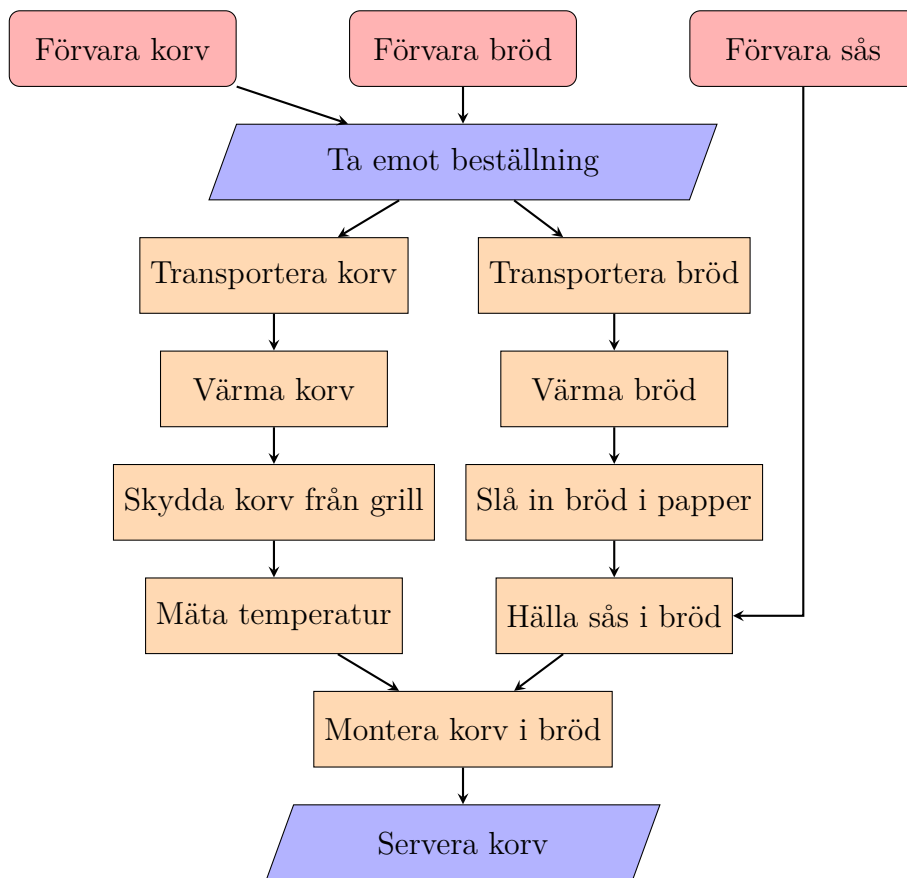 Förvara korv
Förvara bröd
Förvara sås
Ta emot beställning
Transportera korv
Transportera bröd
Värma korv
Värma bröd
Skydda korv från grill
Slå in bröd i papper
Mäta temperatur
Hälla sås i bröd
Montera korv i bröd
Servera korv